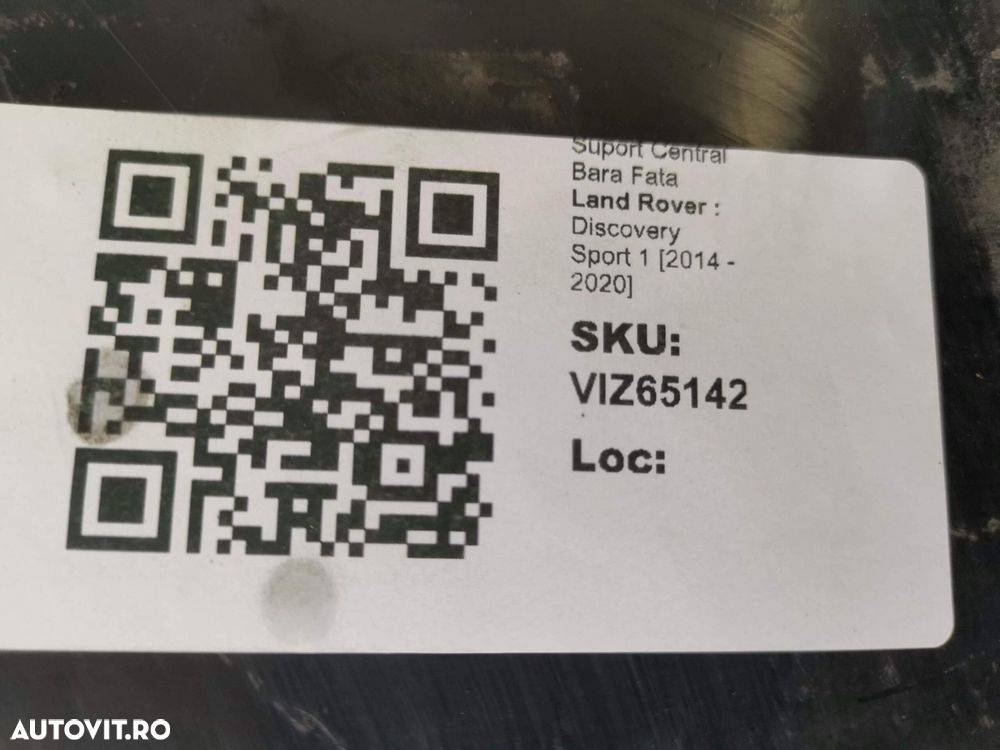 Suport Central
Bara Fata
Land Rover :
Discovery
Sport 1 [2014 -
2020]
SKU:
VIZ65142
Loc:
AUTOVIT.RO